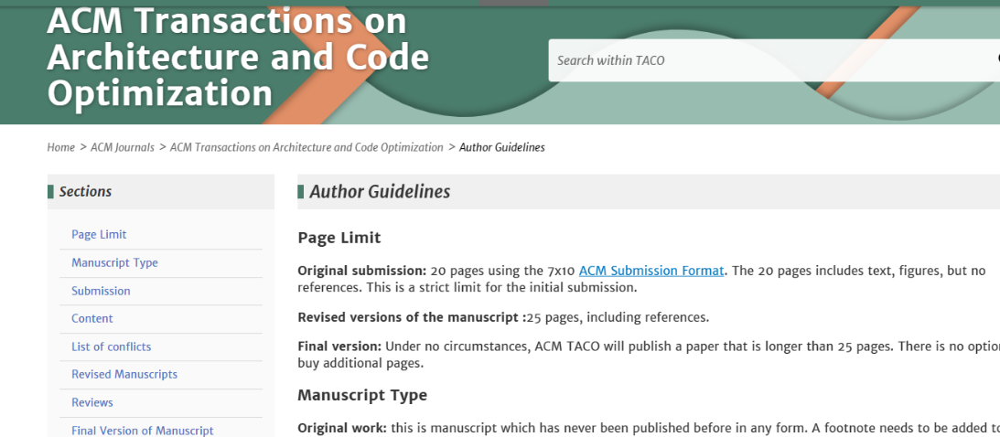 ACM Transactions on
Architecture and Code
Optimization
Search within TACO
Home > ACM Journals > ACM Transactions on Architecture and Code Optimization > Author Guidelines
Sections
Page Limit
Manuscript Type
Submission
Content
List of conflicts
Revised Manuscripts
Reviews
Final Version of Manuscript
Author Guidelines
Page Limit
Original submission: 20 pages using the 7x10 ACM Submission Format. The 20 pages includes text, figures, but no
references. This is a strict limit for the initial submission.
Revised versions of the manuscript :25 pages, including references.
Final version: Under no circumstances, ACM TACO will publish a paper that is longer than 25 pages. There is no
buy additional pages.
Manuscript Type
Original work: this is manuscript which has never been published before in any form. A footnote needs to be added